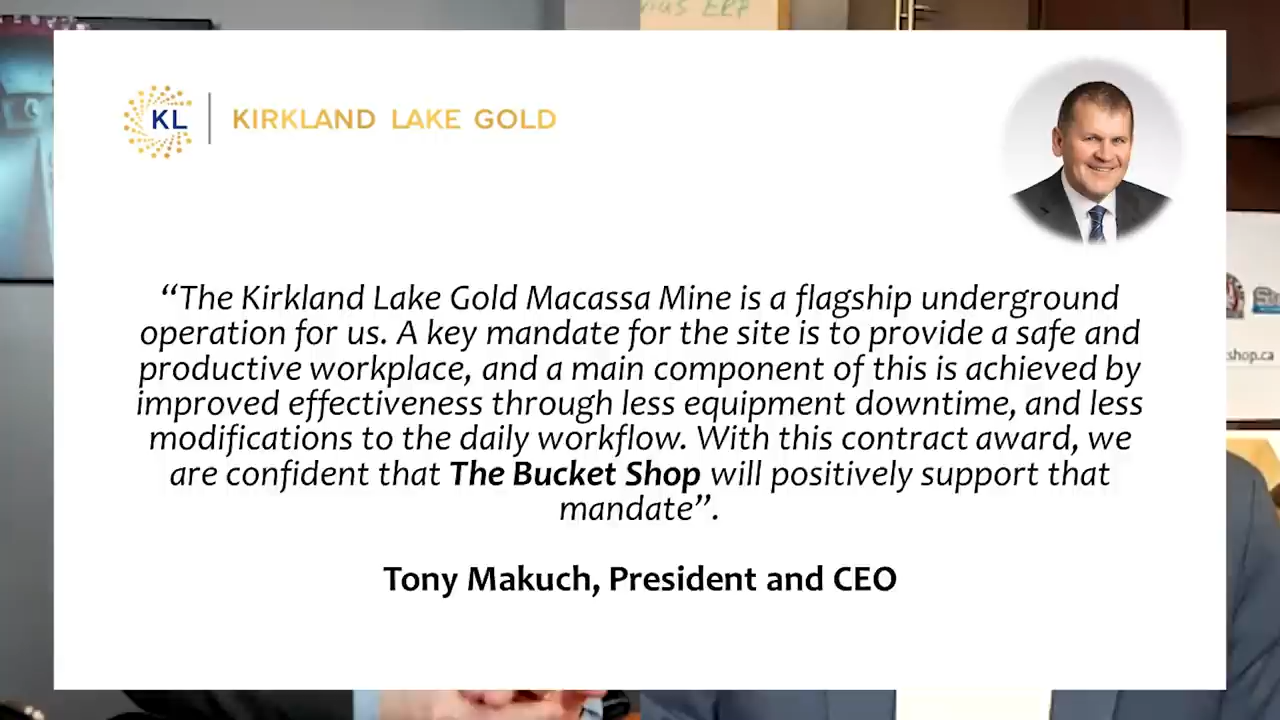 KL
KIRKLAND LAKE GOLD
“The Kirkland Lake Gold Macassa Mine is a flagship underground
operation for us. A key mandate for the site is to provide a safe and
productive workplace, and a main component of this is achieved by
improved effectiveness through less equipment downtime, and less
modifications to the daily workflow. With this contract award, we
are confident that The Bucket Shop will positively support that
mandate”.
Tony Makuch, President and CEO